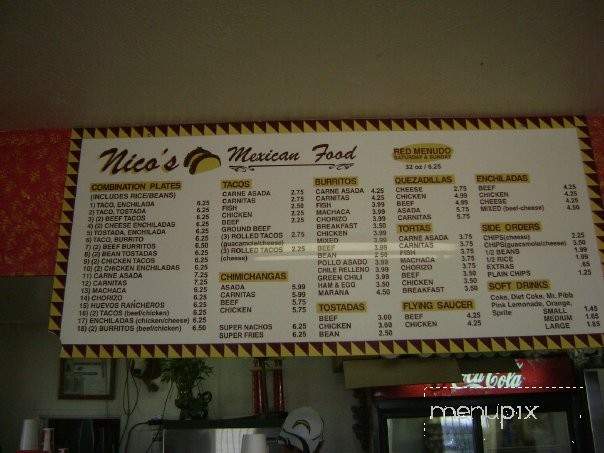 Nico's Mexican Food
RED MENUDO
SATURDAY & SUNDAY
32 oz / 6.25
COMBINATION PLATES
(INCLUDES RICE/BEANS)
1) TACO, ENCHILADA 6.25
2) TACO, TOSTADA 6.25
3) (2) BEEF TACOS 6.25
4) (2) CHEESE ENCHILADAS 6.25
5) TOSTADA, ENCHILADA 6.25
6) TACO, BURRITO 6.25
7) (2) BEEF BURRITOS 6.50
8) (2) BEAN TOSTADAS 6.25
9) (2) CHICKEN TACOS 6.25
10) (2) CHICKEN ENCHILADAS 6.25
11) CARNE ASADA 7.25
12) CARNITAS 7.25
13) MACHACA 6.25
14) CHORIZO 6.25
15) HUEVOS RANCHEROS 6.25
16) (2) TACOS (beef/chicken) 6.25
17) ENCHILADAS (chicken/cheese) 6.25
18) (2) BURRITOS (beef/chicken) 6.50
TACOS
CARNE ASADA 2.75
CARNITAS 2.75
FISH 2.50
CHICKEN 2.25
BEEF 2.25
GROUND BEEF
(3) ROLLED TACOS 2.75
(guacamole/cheese)
(3) ROLLED TACOS 2.25
(cheese)
CHIMICHANGAS
ASADA 5.99
CARNITAS 5.99
BEEF 5.75
CHICKEN 5.75
SUPER NACHOS 6.25
SUPER FRIES 6.25
BURRITOS
CARNE ASADA 4.25
CARNITAS 4.25
FISH 3.99
MACHACA 3.99
CHORIZO 3.99
BREAKFAST 3.50
CHICKEN 3.99
MIXED 3.99
BEEF 3.99
BEAN 2.50
POLLO ASADO 3.99
CHILE RELLENO 3.99
GREEN CHILI 3.99
HAM & EGG 3.50
MARANA 4.50
TOSTADAS
BEEF 3.00
CHICKEN 3.00
BEAN 2.50
QUEZADILLAS
CHEESE 2.75
CHICKEN 4.99
BEEF 4.99
ASADA 5.75
CARNITAS 5.75
TORTAS
CARNE ASADA 3.75
CARNITAS 3.75
FISH 3.75
MACHACA 3.75
CHORIZO 3.75
BEEF 3.50
CHICKEN 3.50
BREAKFAST 3.50
FLYING SAUCER
BEEF 4.25
CHICKEN 4.25
ENCHILADAS
BEEF 4.25
CHICKEN 4.25
CHEESE 4.25
MIXED (beef-cheese) 4.50
SIDE ORDERS
CHIPS(cheese) 2.25
CHIPS(guacamole/cheese) 3.50
1/2 BEANS 1.99
1/2 RICE 1.99
EXTRAS .65
PLAIN CHIPS 1.25
SOFT DRINKS
Coke, Diet Coke, Mr. Pibb
Pink Lemonade, Orange,
Sprite
SMALL 1.45
MEDIUM 1.65
LARGE 1.85
Coca Cola
menupix